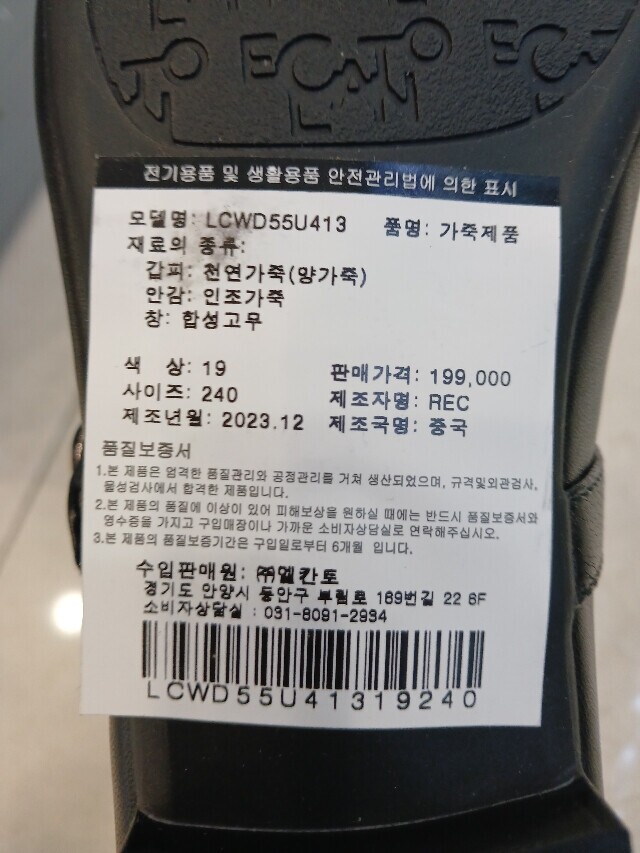 전기용품 및 생활용품 안전관리법에 의한 표시
모델명: LCWD55U413 품명: 가죽제품
재료의 종류:
갑피: 천연가죽(양가죽)
안감: 인조가죽
창: 합성고무
색 상: 19 판매가격: 199,000
사이즈: 240 제조자명: REC
제조년월: 2023.12 제조국명: 중국
품질보증서
1.본 제품은 엄격한 품질관리와 공정관리를 거쳐 생산되었으며, 규격및외관검사,
물성검사에서 합격한 제품입니다.
2.본 제품의 품질에 이상이 있어 피해보상을 원하실 때에는 반드시 품질보증서와
영수증을 가지고 구입매장이나 가까운 소비자상담실로 연락해주십시오.
3.본 제품의 품질보증기간은 구입일로부터 6개월 입니다.
수입판매원: ㈜엘칸토
경기도 안양시 동안구 부림로 169번길 22 6F
소비자상담실 : 031-8091-2934
LCWD55U41319240